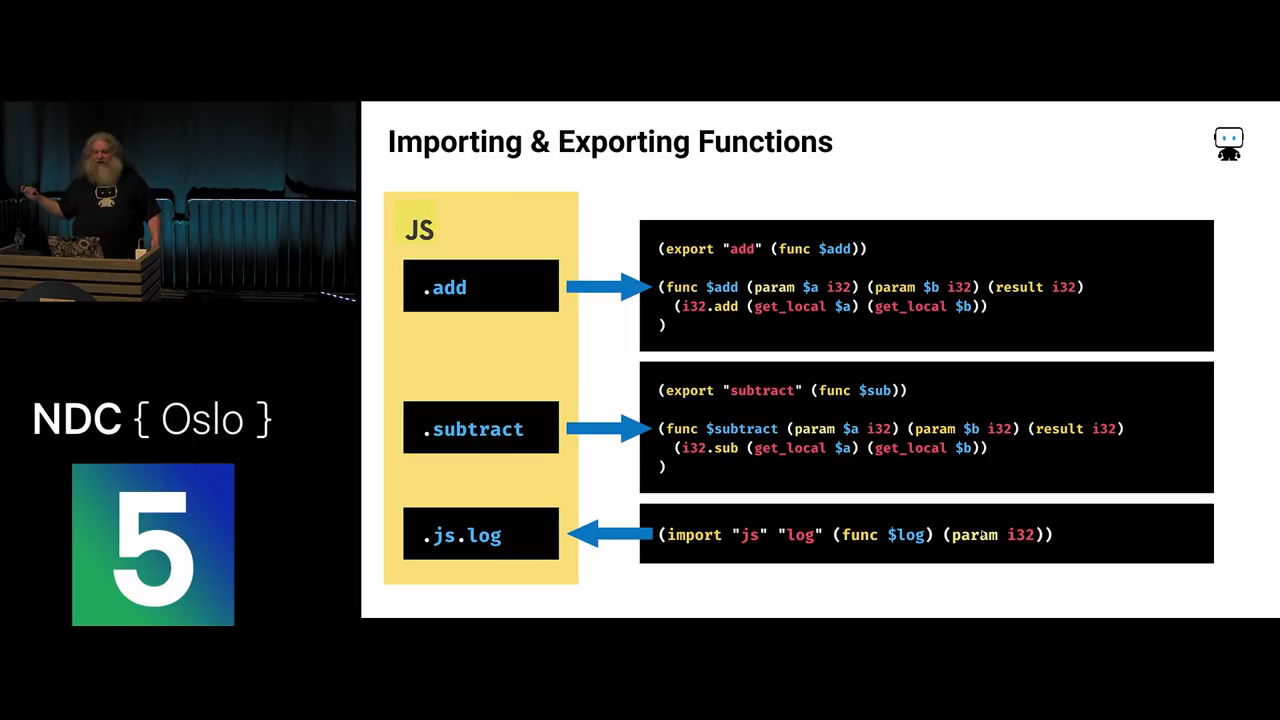 Importing & Exporting Functions
JS
.add
(export "add" (func $add))
(func $add (param $a i32) (param $b i32) (result i32)
(i32.add (get_local $a) (get_local $b))
)
.subtract
(export "subtract" (func $sub))
(func $subtract (param $a i32) (param $b i32) (result i32)
(i32.sub (get_local $a) (get_local $b))
)
.js.log
(import "js" "log" (func $log) (param i32))
NDC { Oslo }
5